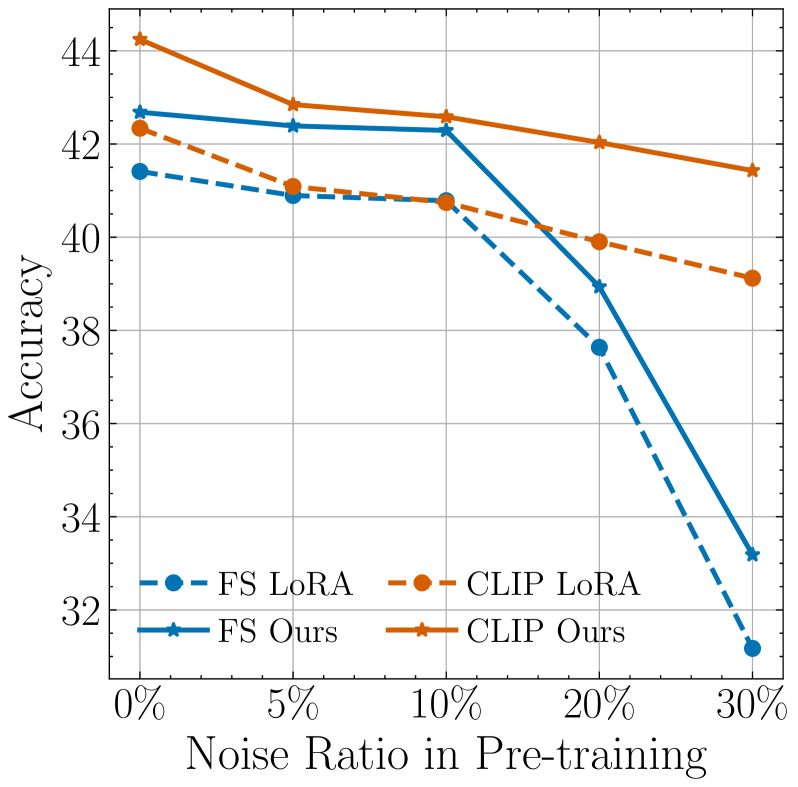 44
42
40
38
36
34
32
Accuracy
FS LoRA
CLIP LoRA
FS Ours
CLIP Ours
0%
5%
10%
20%
30%
Noise Ratio in Pre-training